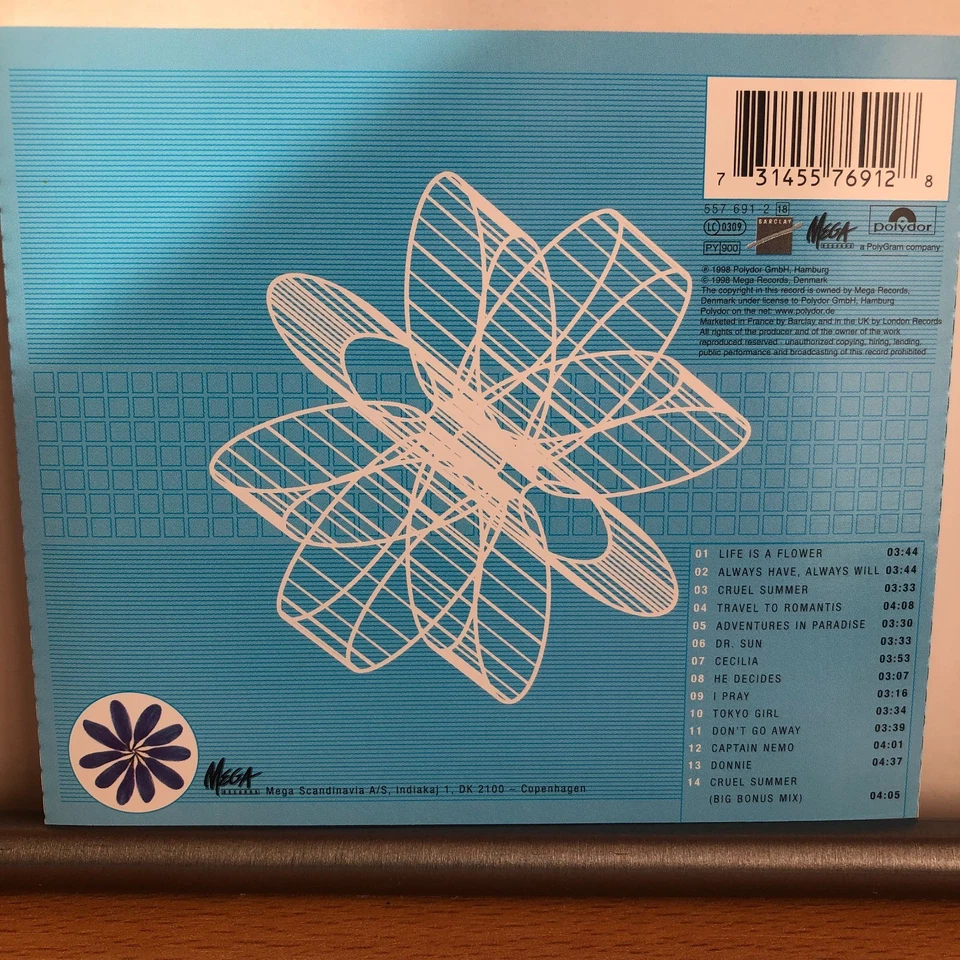 7 31455 76912 8
557 691-2 18
LC 0309
BARCLAY
MEGA
RECORDS
polydor
PY 900
a PolyGram company
℗ 1998 Polydor GmbH, Hamburg
© 1998 Mega Records, Denmark
The copyright in this record is owned by Mega Records,
Denmark under license to Polydor GmbH, Hamburg
Polydor on the net: www.polydor.de
Marketed in France by Barclay and in the UK by London Records
All rights of the producer and of the owner of the work
reproduced reserved. unauthorized copying, hiring, lending,
public performance and broadcasting of this record prohibited.
01 LIFE IS A FLOWER 03:44
02 ALWAYS HAVE, ALWAYS WILL 03:44
03 CRUEL SUMMER 03:33
04 TRAVEL TO ROMANTIS 04:08
05 ADVENTURES IN PARADISE 03:30
06 DR. SUN 03:33
07 CECILIA 03:53
08 HE DECIDES 03:07
09 I PRAY 03:16
10 TOKYO GIRL 03:34
11 DON'T GO AWAY 03:39
12 CAPTAIN NEMO 04:01
13 DONNIE 04:37
14 CRUEL SUMMER
(BIG BONUS MIX) 04:05
MEGA
RECORDS
Mega Scandinavia A/S, Indiakaj 1, DK 2100 – Copenhagen